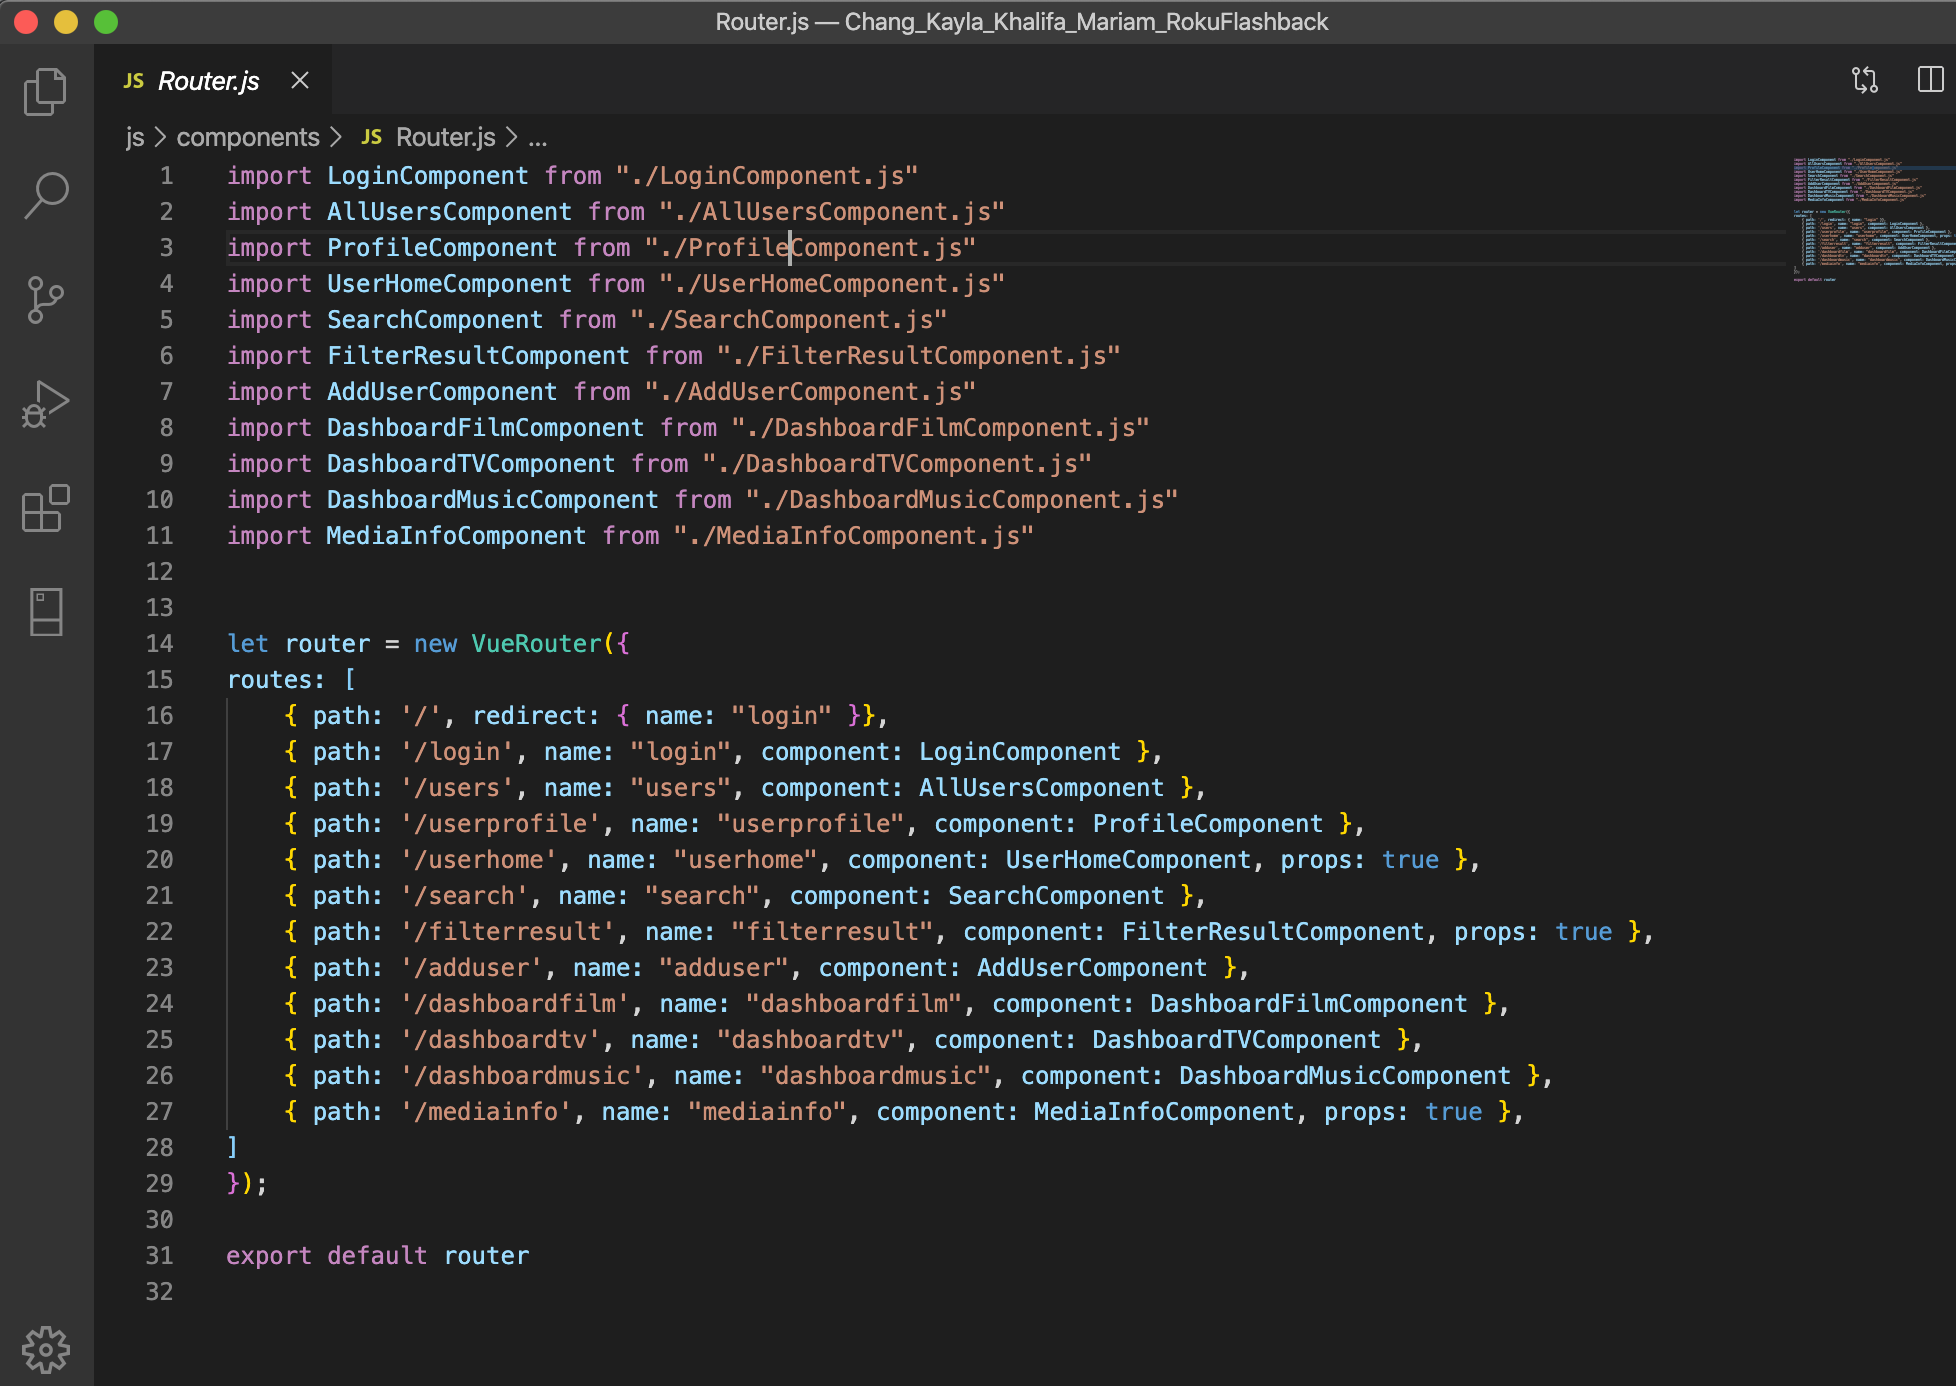 Router.js — Chang_Kayla_Khalifa_Mariam_RokuFlashback
JS Router.js
js > components > JS Router.js > ...
1 import LoginComponent from "./LoginComponent.js"
2 import AllUsersComponent from "./AllUsersComponent.js"
3 import ProfileComponent from "./ProfileComponent.js"
4 import UserHomeComponent from "./UserHomeComponent.js"
5 import SearchComponent from "./SearchComponent.js"
6 import FilterResultComponent from "./FilterResultComponent.js"
7 import AddUserComponent from "./AddUserComponent.js"
8 import DashboardFilmComponent from "./DashboardFilmComponent.js"
9 import DashboardTVComponent from "./DashboardTVComponent.js"
10 import DashboardMusicComponent from "./DashboardMusicComponent.js"
11 import MediaInfoComponent from "./MediaInfoComponent.js"
12
13
14 let router = new VueRouter({
15 routes: [
16     { path: '/', redirect: { name: "login" }},
17     { path: '/login', name: "login", component: LoginComponent },
18     { path: '/users', name: "users", component: AllUsersComponent },
19     { path: '/userprofile', name: "userprofile", component: ProfileComponent },
20     { path: '/userhome', name: "userhome", component: UserHomeComponent, props: true },
21     { path: '/search', name: "search", component: SearchComponent },
22     { path: '/filterresult', name: "filterresult", component: FilterResultComponent, props: true },
23     { path: '/adduser', name: "adduser", component: AddUserComponent },
24     { path: '/dashboardfilm', name: "dashboardfilm", component: DashboardFilmComponent },
25     { path: '/dashboardtv', name: "dashboardtv", component: DashboardTVComponent },
26     { path: '/dashboardmusic', name: "dashboardmusic", component: DashboardMusicComponent },
27     { path: '/mediainfo', name: "mediainfo", component: MediaInfoComponent, props: true },
28 ]
29 });
30
31 export default router
32